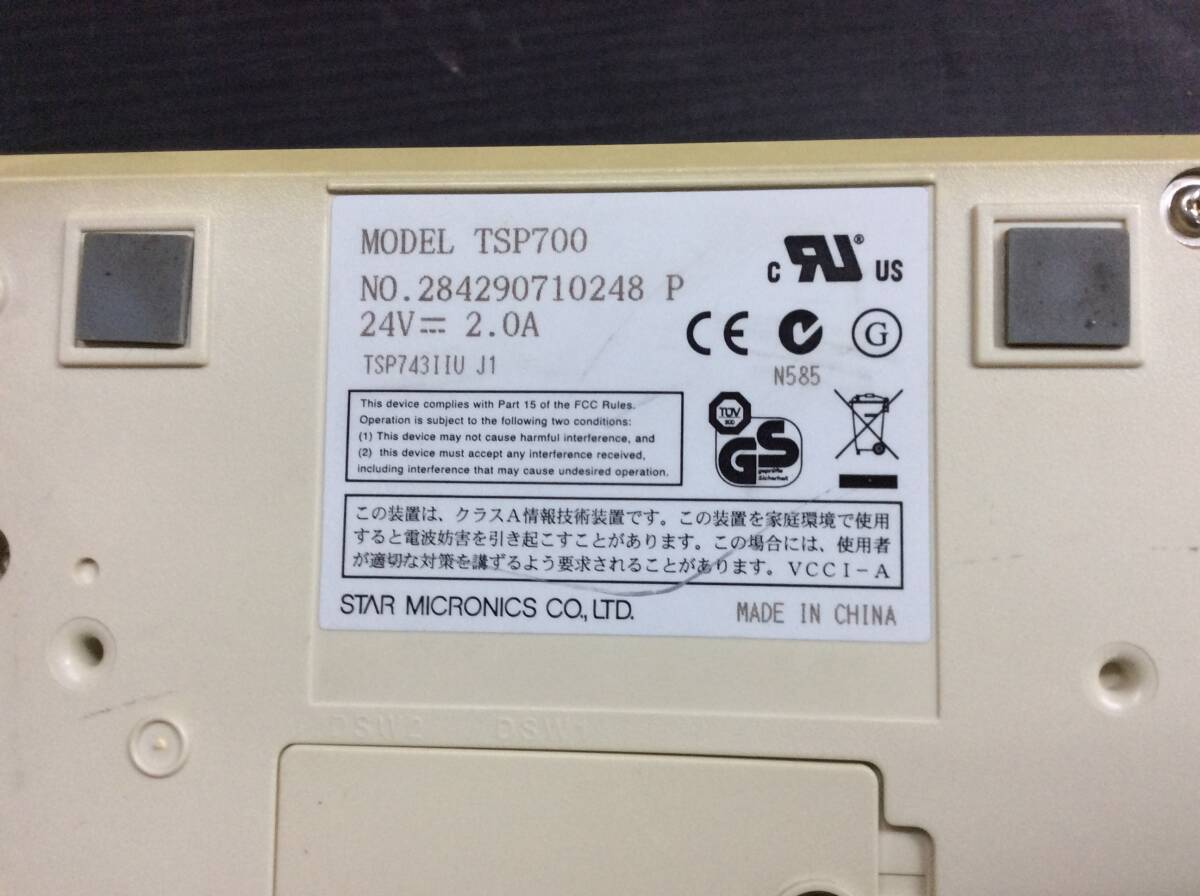 MODEL TSP700
NO.284290710248 P
24V⎓ 2.0A
TSP743IIU J1
C RU® US
CE
G
N585
This device complies with Part 15 of the FCC Rules.
Operation is subject to the following two conditions:
(1) This device may not cause harmful interference, and
(2) this device must accept any interference received,
including interference that may cause undesired operation.
TÜV
GS
geprüfte
Sicherheit
この装置は、クラスA情報技術装置です。この装置を家庭環境で使用
すると電波妨害を引き起こすことがあります。この場合には、使用者
が適切な対策を講ずるよう要求されることがあります。VCCI-A
STAR MICRONICS CO., LTD.
MADE IN CHINA
DSW2 DSW1